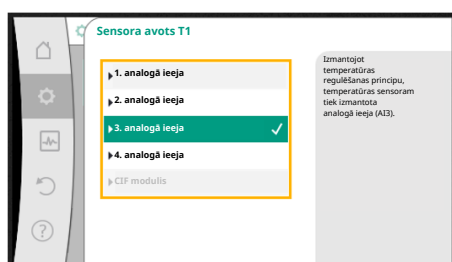 Sensora avots T1
1. analogā ieeja
2. analogā ieeja
3. analogā ieeja
4. analogā ieeja
CIF modulis
Izmantojot
temperatūras
regulēšanas principu,
temperatūras sensoram
tiek izmantota
analogā ieeja (AI3).